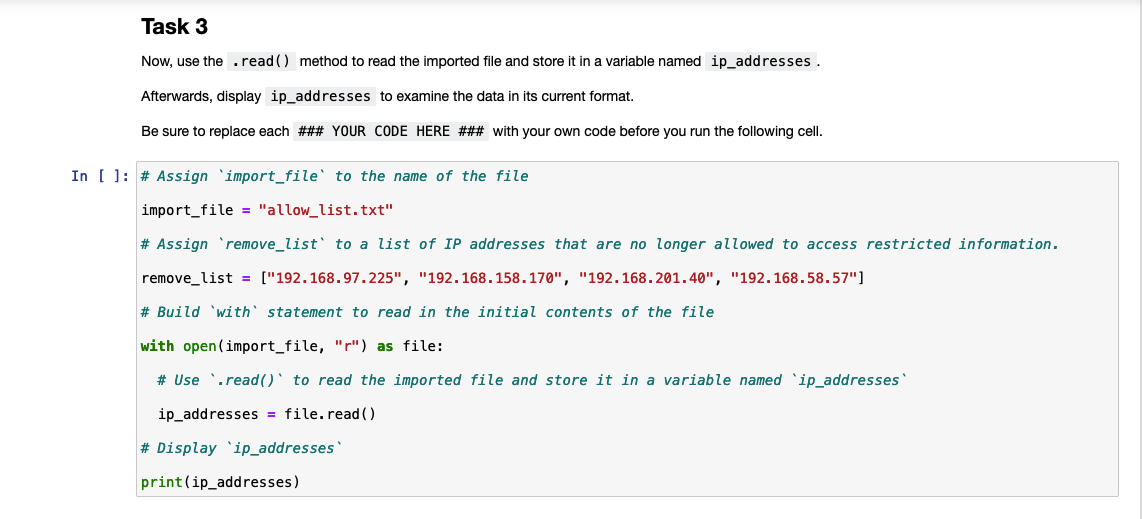 Task 3
Now, use the .read() method to read the imported file and store it in a variable named ip_addresses .
Afterwards, display ip_addresses to examine the data in its current format.
Be sure to replace each ### YOUR CODE HERE ### with your own code before you run the following cell.
In [ ]: # Assign `import_file` to the name of the file
import_file = "allow_list.txt"
# Assign `remove_list` to a list of IP addresses that are no longer allowed to access restricted information.
remove_list = ["192.168.97.225", "192.168.158.170", "192.168.201.40", "192.168.58.57"]
# Build `with` statement to read in the initial contents of the file
with open(import_file, "r") as file:
# Use `.read()` to read the imported file and store it in a variable named `ip_addresses`
ip_addresses = file.read()
# Display `ip_addresses`
print(ip_addresses)